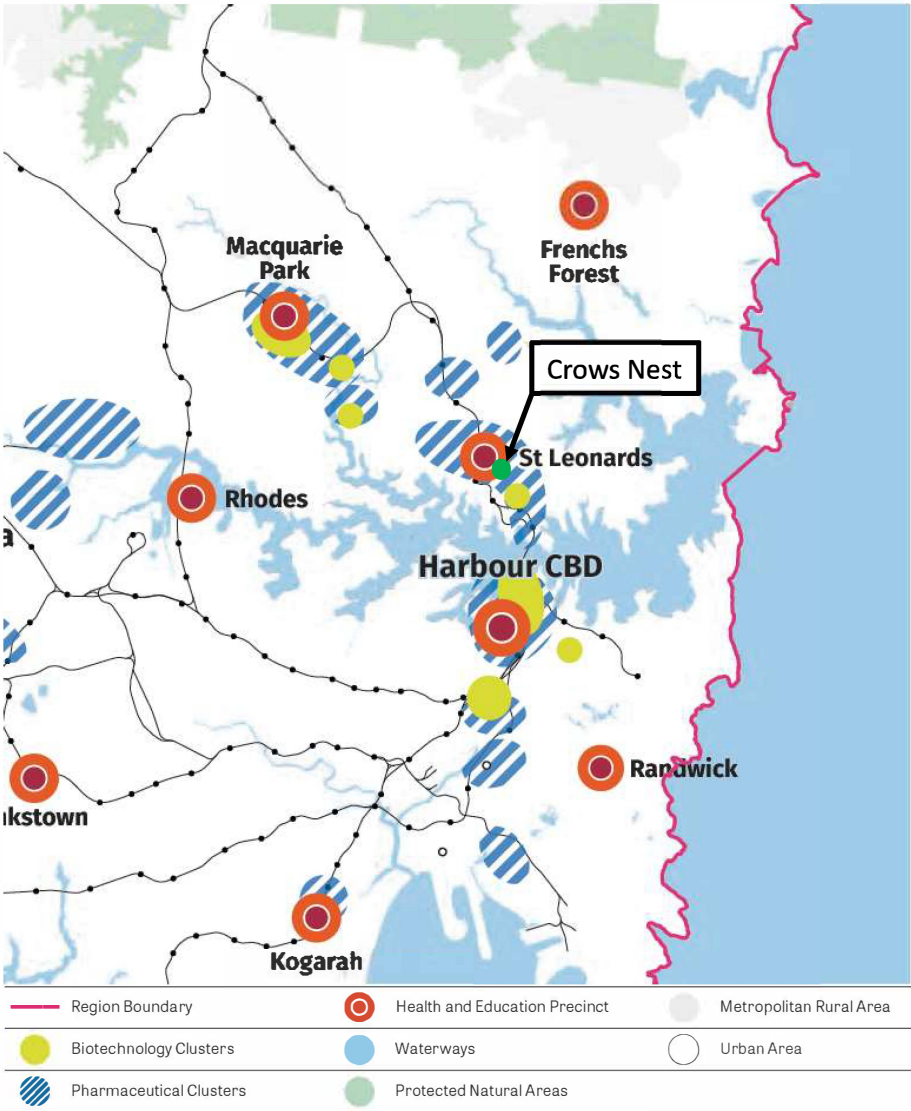 Macquarie
Park
Frenchs
Forest
Crows Nest
St Leonards
Rhodes
a
Harbour CBD
Randwick
nkstown
Kogarah
Region Boundary
Health and Education Precinct
Metropolitan Rural Area
Biotechnology Clusters
Waterways
Urban Area
Pharmaceutical Clusters
Protected Natural Areas